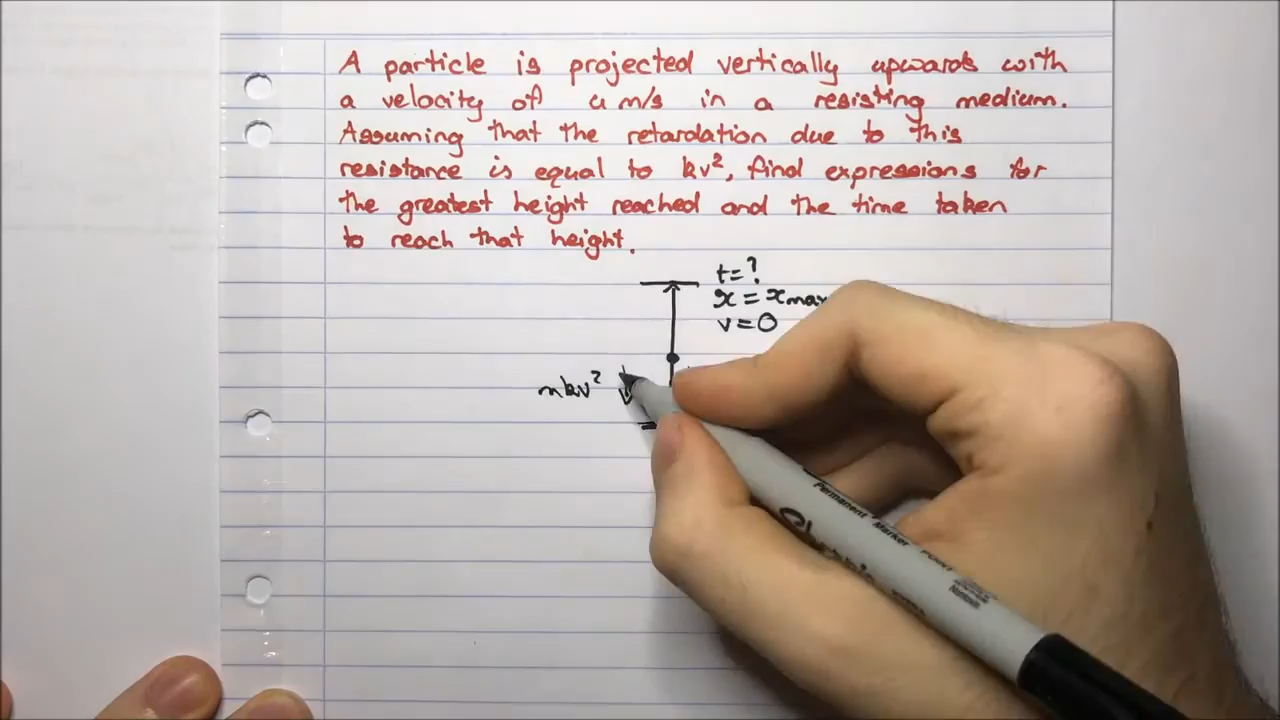 A particle is projected vertically upwards with
a velocity of u m/s in a resisting medium.
Assuming that the retardation due to this
resistance is equal to kv², find expressions for
the greatest height reached and the time taken
to reach that height.
t=?
x = xmax
v=0
mkv²
Permanent Marker